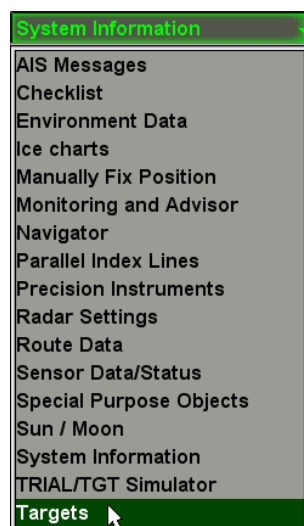 System Information
AIS Messages
Checklist
Environment Data
Ice charts
Manually Fix Position
Monitoring and Advisor
Navigator
Parallel Index Lines
Precision Instruments
Radar Settings
Route Data
Sensor Data/Status
Special Purpose Objects
Sun / Moon
System Information
TRIAL/TGT Simulator
Targets